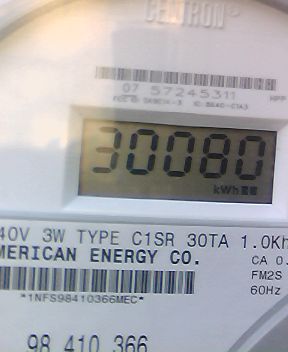 CENTRON®
07 57245311
HPP
30080
kWh
40V 3W TYPE C1SR 30TA 1.0Kh
MERICAN ENERGY CO.
CA 0.
FM2S
60Hz
*1NFS98410366MEC*
98 410 366